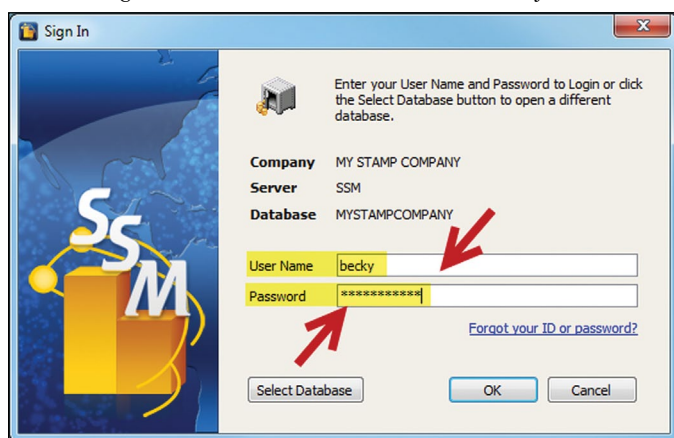 Sign In
Enter your User Name and Password to Login or click
the Select Database button to open a different
database.
Company MY STAMP COMPANY
Server SSM
Database MYSTAMPCOMPANY
SSM
User Name becky
Password ***********
Forgot your ID or password?
Select Database OK Cancel